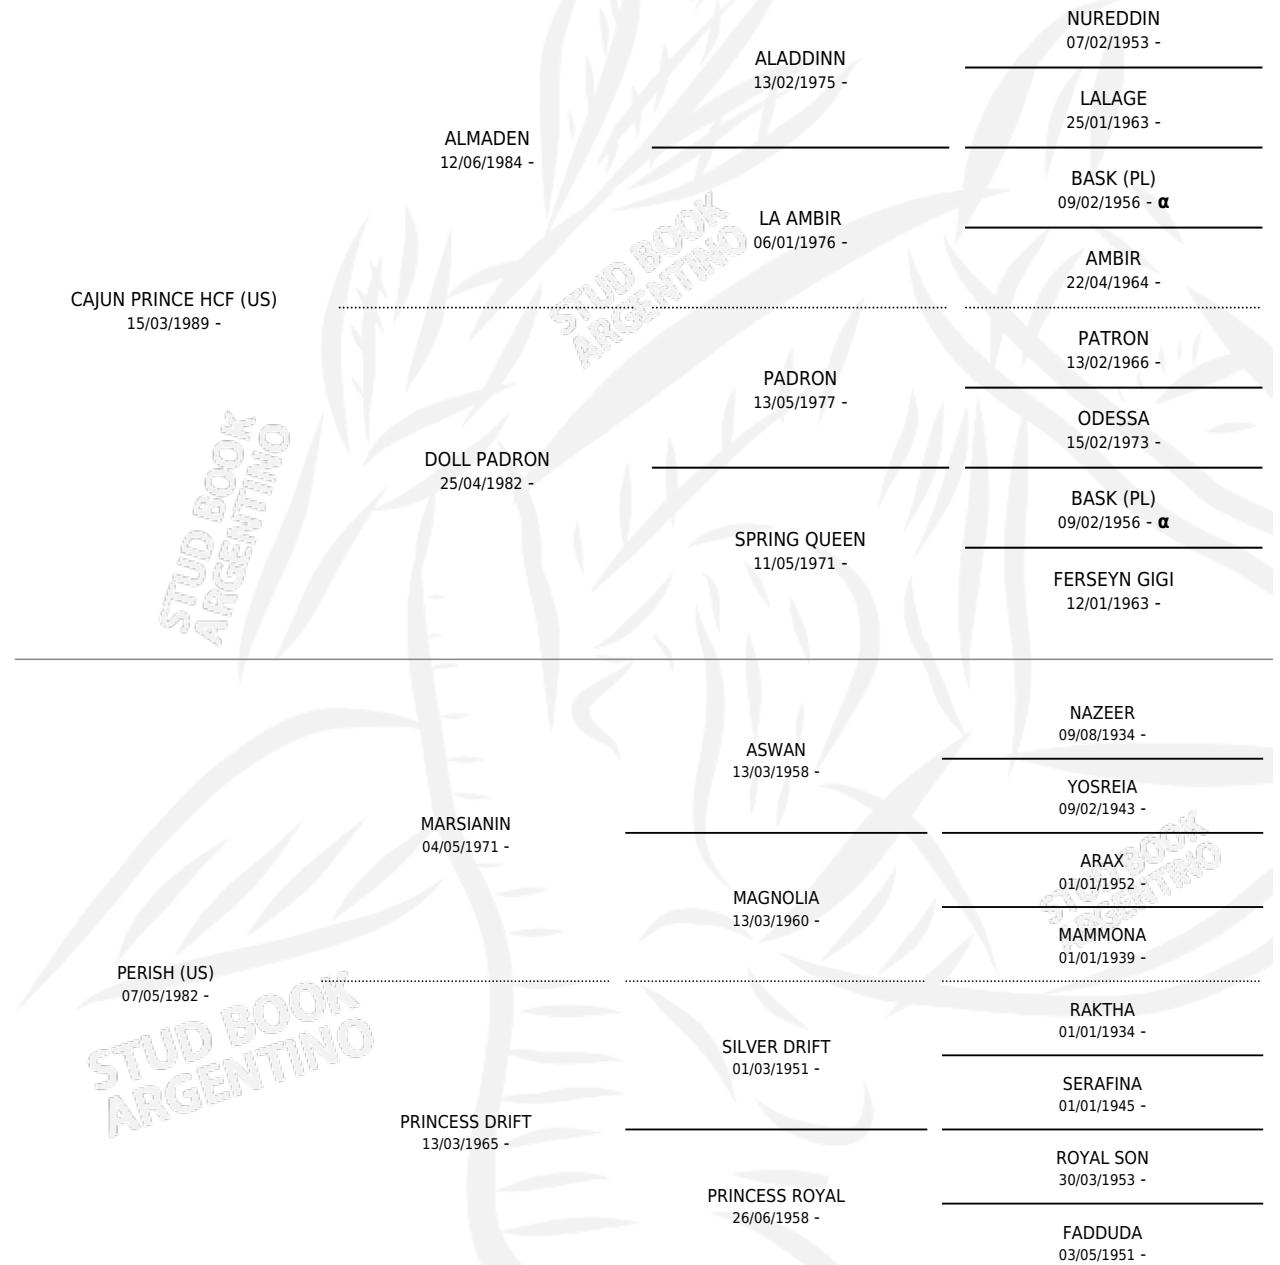 NUREDDIN
07/02/1953 -
ALADDINN
13/02/1975 -
LALAGE
25/01/1963 -
ALMADEN
12/06/1984 -
BASK (PL)
09/02/1956 - α
LA AMBIR
06/01/1976 -
AMBIR
22/04/1964 -
CAJUN PRINCE HCF (US)
15/03/1989 -
PATRON
13/02/1966 -
PADRON
13/05/1977 -
ODESSA
15/02/1973 -
DOLL PADRON
25/04/1982 -
BASK (PL)
09/02/1956 - α
SPRING QUEEN
11/05/1971 -
FERSEYN GIGI
12/01/1963 -
NAZEER
09/08/1934 -
ASWAN
13/03/1958 -
YOSREIA
09/02/1943 -
MARSIANIN
04/05/1971 -
ARAX
01/01/1952 -
MAGNOLIA
13/03/1960 -
MAMMONA
01/01/1939 -
PERISH (US)
07/05/1982 -
RAKTHA
01/01/1934 -
SILVER DRIFT
01/03/1951 -
SERAFINA
01/01/1945 -
PRINCESS DRIFT
13/03/1965 -
ROYAL SON
30/03/1953 -
PRINCESS ROYAL
26/06/1958 -
FADDUDA
03/05/1951 -
STUD BOOK
ARGENTINO
STUD BOOK
ARGENTINO
STUD BOOK
ARGENTINO
STUD BOOK
ARGENTINO